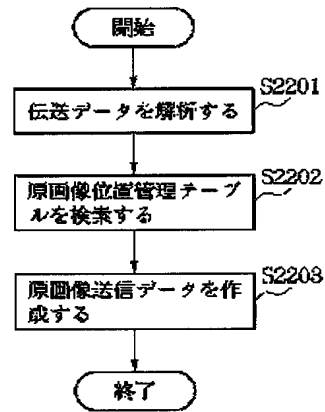 開始
S2201
伝送データを解析する
S2202
原画像位置管理テーブ
ルを検索する
S2203
原画像送信データを作
成する
終了